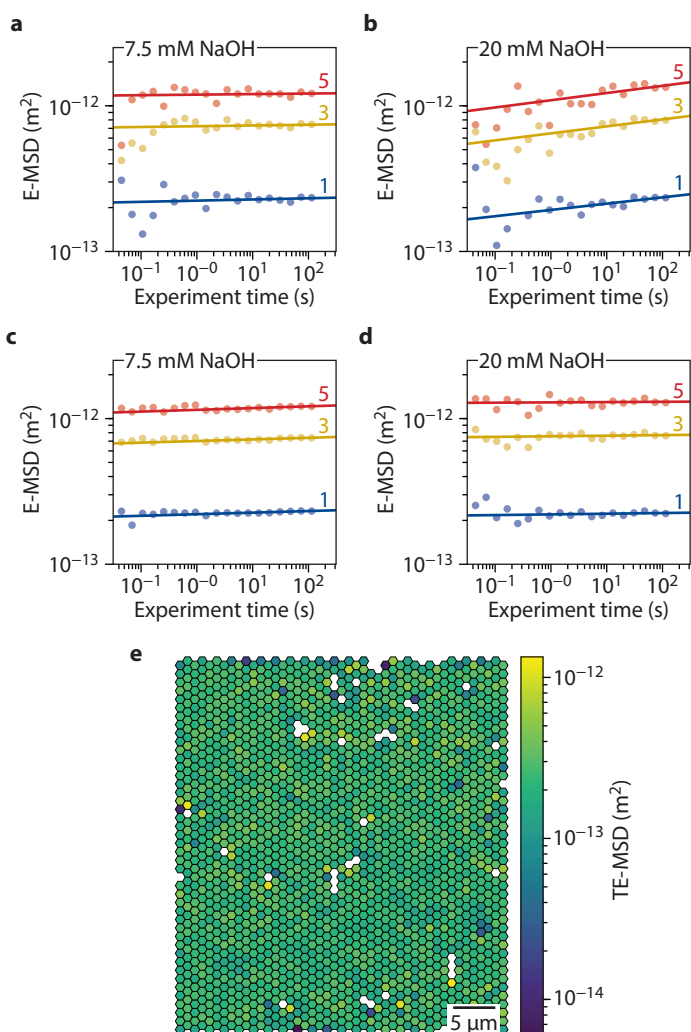 a
7.5 mM NaOH
E-MSD (m²)
10⁻¹²
10⁻¹³
5
3
1
10⁻¹ 10⁻⁰ 10¹ 10²
Experiment time (s)
b
20 mM NaOH
E-MSD (m²)
10⁻¹²
10⁻¹³
5
3
1
10⁻¹ 10⁻⁰ 10¹ 10²
Experiment time (s)
c
7.5 mM NaOH
E-MSD (m²)
10⁻¹²
10⁻¹³
5
3
1
10⁻¹ 10⁻⁰ 10¹ 10²
Experiment time (s)
d
20 mM NaOH
E-MSD (m²)
10⁻¹²
10⁻¹³
5
3
1
10⁻¹ 10⁻⁰ 10¹ 10²
Experiment time (s)
e
5 µm
10⁻¹²
10⁻¹³
10⁻¹⁴
TE-MSD (m²)